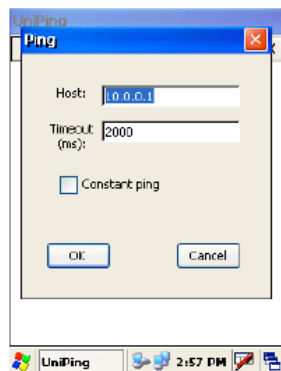 UniPing
Ping
Host: 10.0.0.1
Timeout 2000
(ms):
Constant ping
OK Cancel
UniPing 2:57 PM